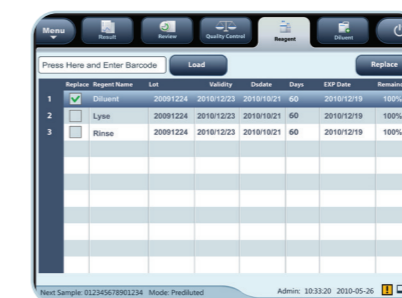 Menu Result Review Quality Control Reagent Diluent
Press Here and Enter Barcode Load Replace
Replace Regent Name Lot Validity Dsdate Days EXP Date Remain
1 Diluent 20091224 2010/12/23 2010/10/21 60 2010/12/19 100%
2 Lyse 20091224 2010/12/23 2010/10/21 60 2010/12/19 100%
3 Rinse 20091224 2010/12/23 2010/10/21 60 2010/12/19 100%
Next Sample: 012345678901234 Mode: Prediluted Admin: 10:33:20 2010-05-26